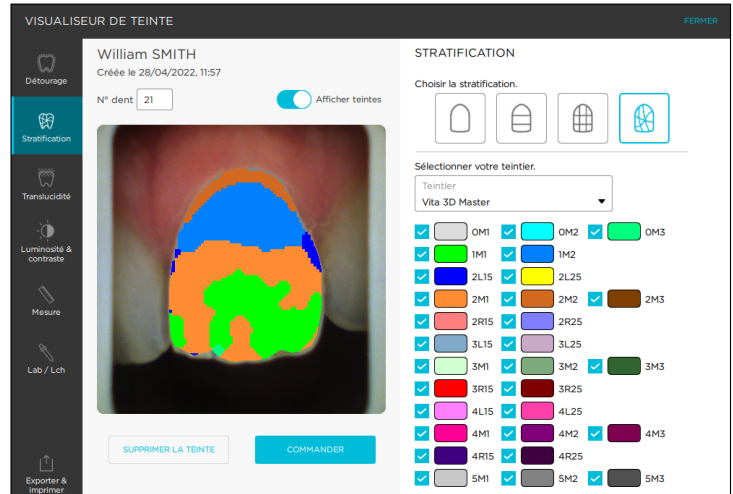 VISUALISEUR DE TEINTE
FERMER
Détourage
Stratification
Translucidité
Luminosité &
contraste
Mesure
Lab / Lch
Exporter &
imprimer
William SMITH
Créée le 28/04/2022, 11:57
N° dent 21
Afficher teintes
SUPPRIMER LA TEINTE
COMMANDER
STRATIFICATION
Choisir la stratification.
Sélectionner votre teintier.
Teintier
Vita 3D Master
0M1 0M2 0M3
1M1 1M2
2L15 2L25
2M1 2M2 2M3
2R15 2R25
3L15 3L25
3M1 3M2 3M3
3R15 3R25
4L15 4L25
4M1 4M2 4M3
4R15 4R25
5M1 5M2 5M3